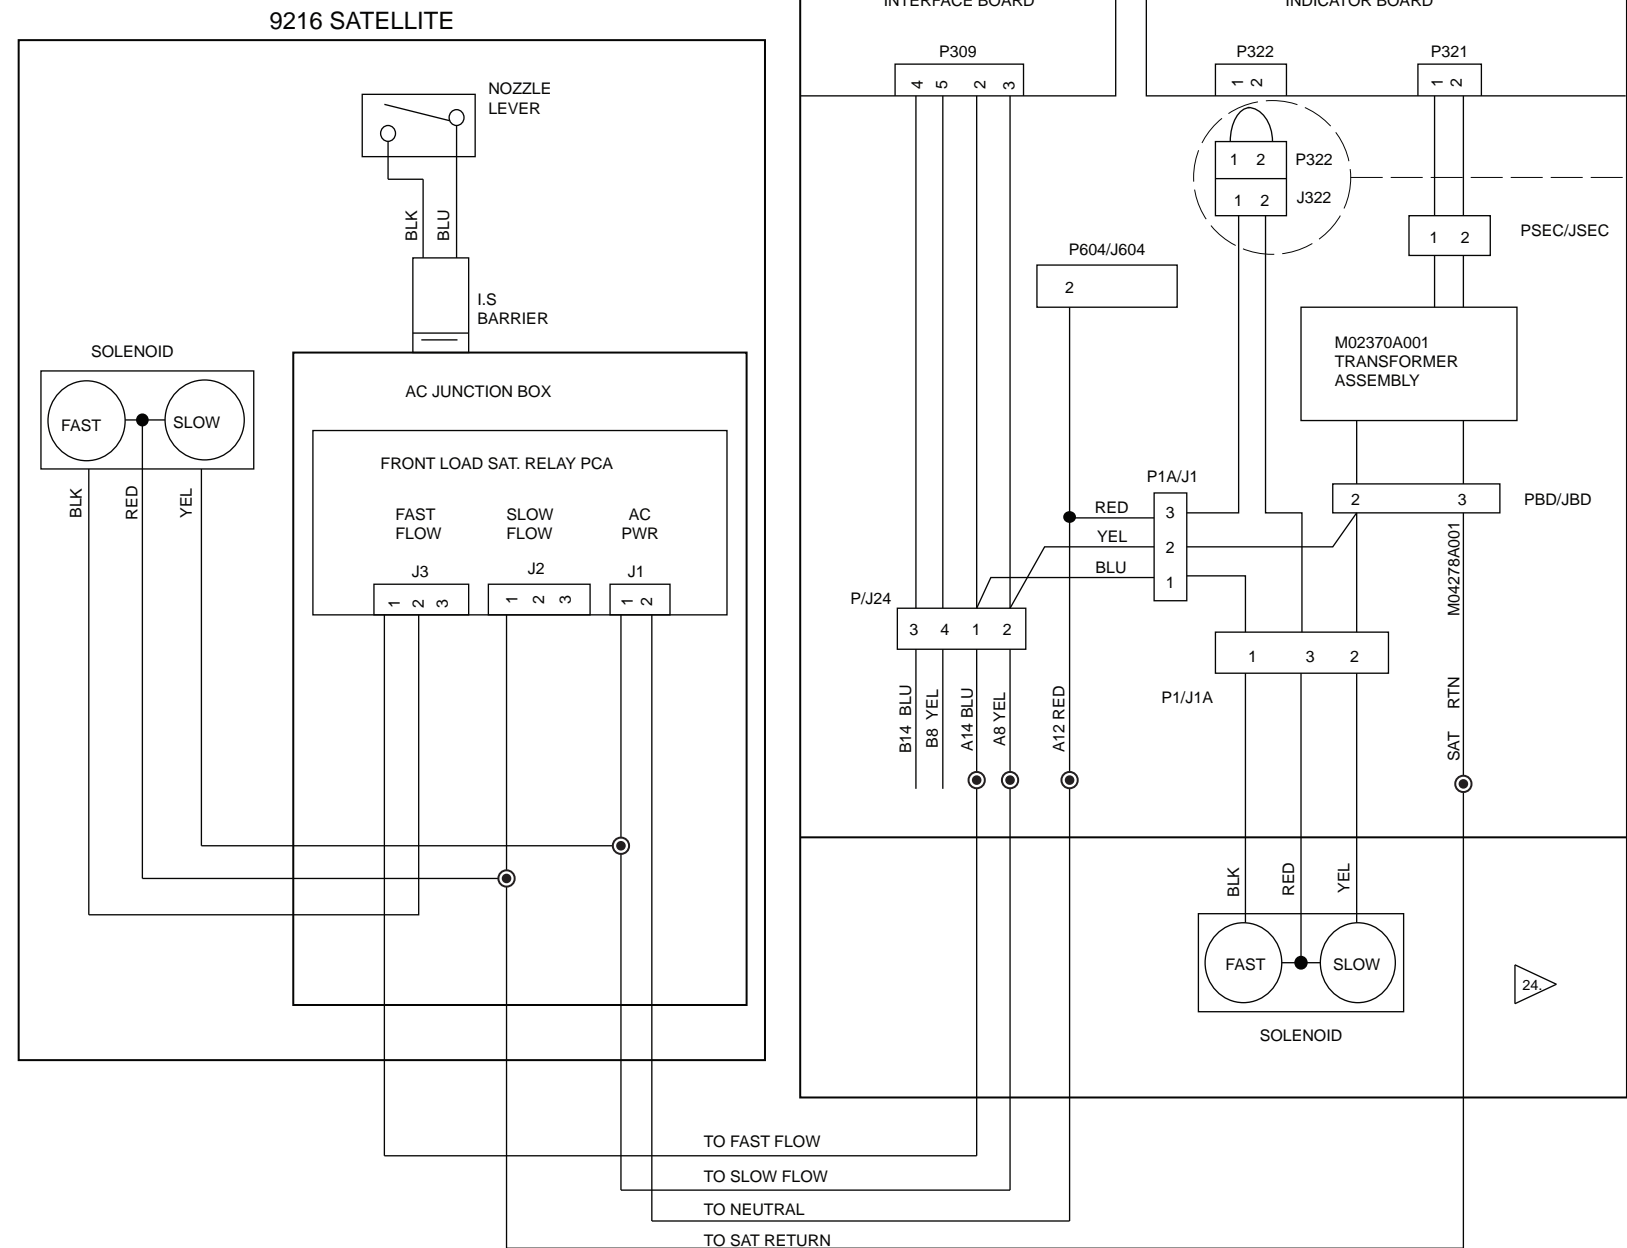 9216 SATELLITE
INTERFACE BOARD
INDICATOR BOARD
P309
P322
P321
4 5 2 3
1 2
1 2
NOZZLE
LEVER
BLK
BLU
1 2 P322
1 2 J322
1 2
PSEC/JSEC
P604/J604
2
I.S
BARRIER
M02370A001
TRANSFORMER
ASSEMBLY
SOLENOID
FAST
SLOW
BLK
RED
YEL
AC JUNCTION BOX
FRONT LOAD SAT. RELAY PCA
FAST
FLOW
SLOW
FLOW
AC
PWR
J3
J2
J1
1 2 3
1 2 3
1 2
P1A/J1
RED 3
YEL 2
BLU 1
2 3
PBD/JBD
M04278A001
P/J24
3 4 1 2
1 3 2
P1/J1A
B14 BLU
B8 YEL
A14 BLU
A8 YEL
A12 RED
SAT RTN
BLK
RED
YEL
FAST
SLOW
SOLENOID
24.
TO FAST FLOW
TO SLOW FLOW
TO NEUTRAL
TO SAT RETURN